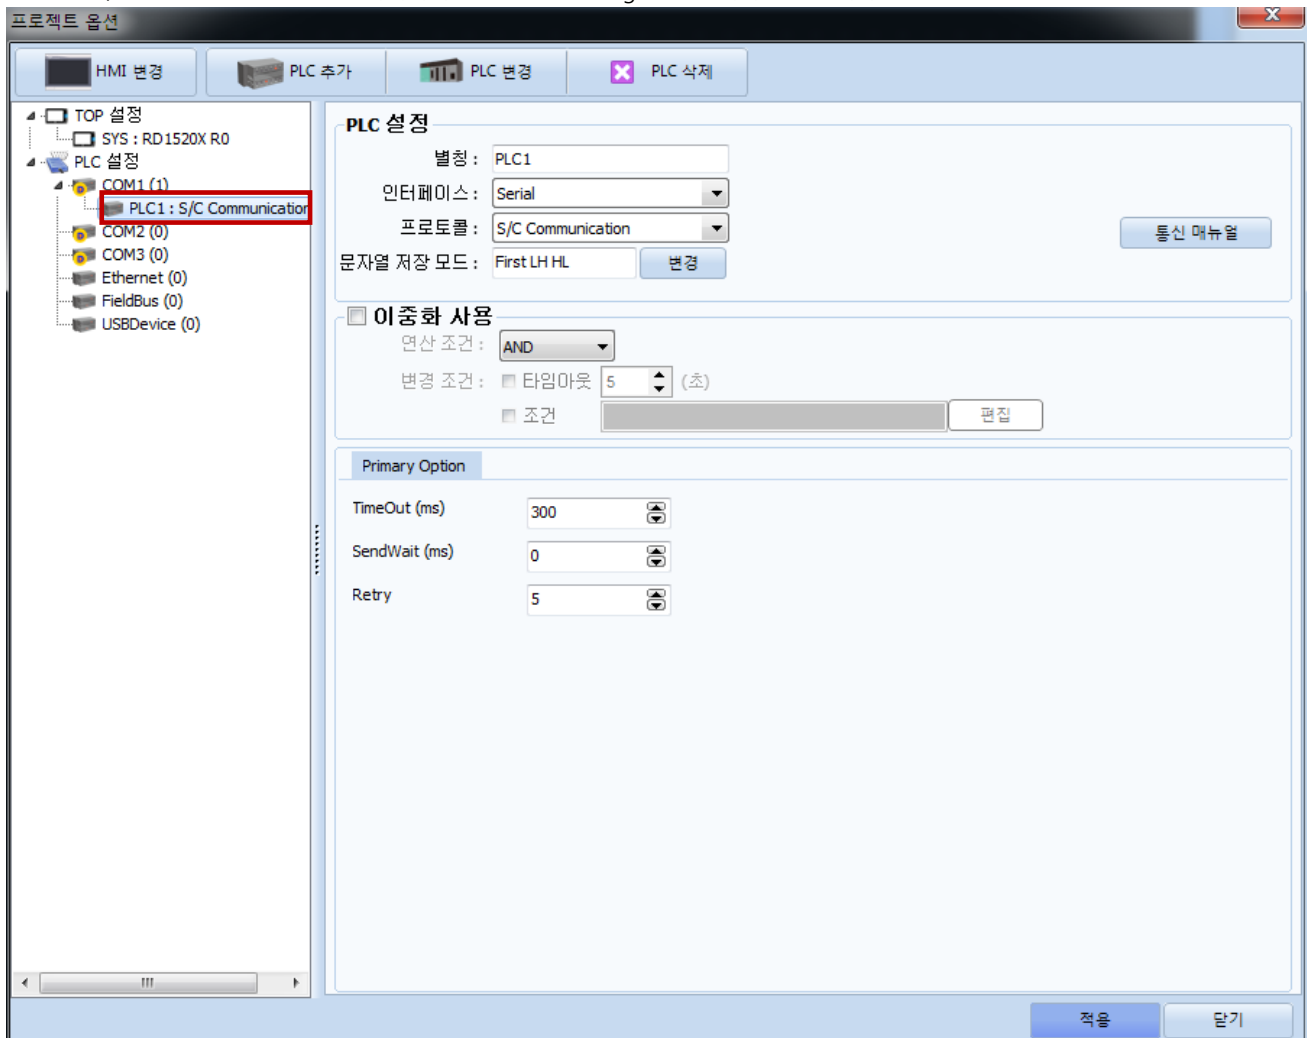 프로젝트 옵션
HMI 변경
PLC 추가
PLC 변경
PLC 삭제
TOP 설정
SYS : RD1520X R0
PLC 설정
COM1 (1)
PLC1 : S/C Communication
COM2 (0)
COM3 (0)
Ethernet (0)
FieldBus (0)
USBDevice (0)
PLC 설정
별칭 : PLC1
인터페이스 : Serial
프로토콜 : S/C Communication
통신 매뉴얼
문자열 저장 모드 : First LH HL 변경
이중화 사용
연산 조건 : AND
변경 조건 : 타임아웃 5 (초)
조건 편집
Primary Option
TimeOut (ms) 300
SendWait (ms) 0
Retry 5
적용 닫기